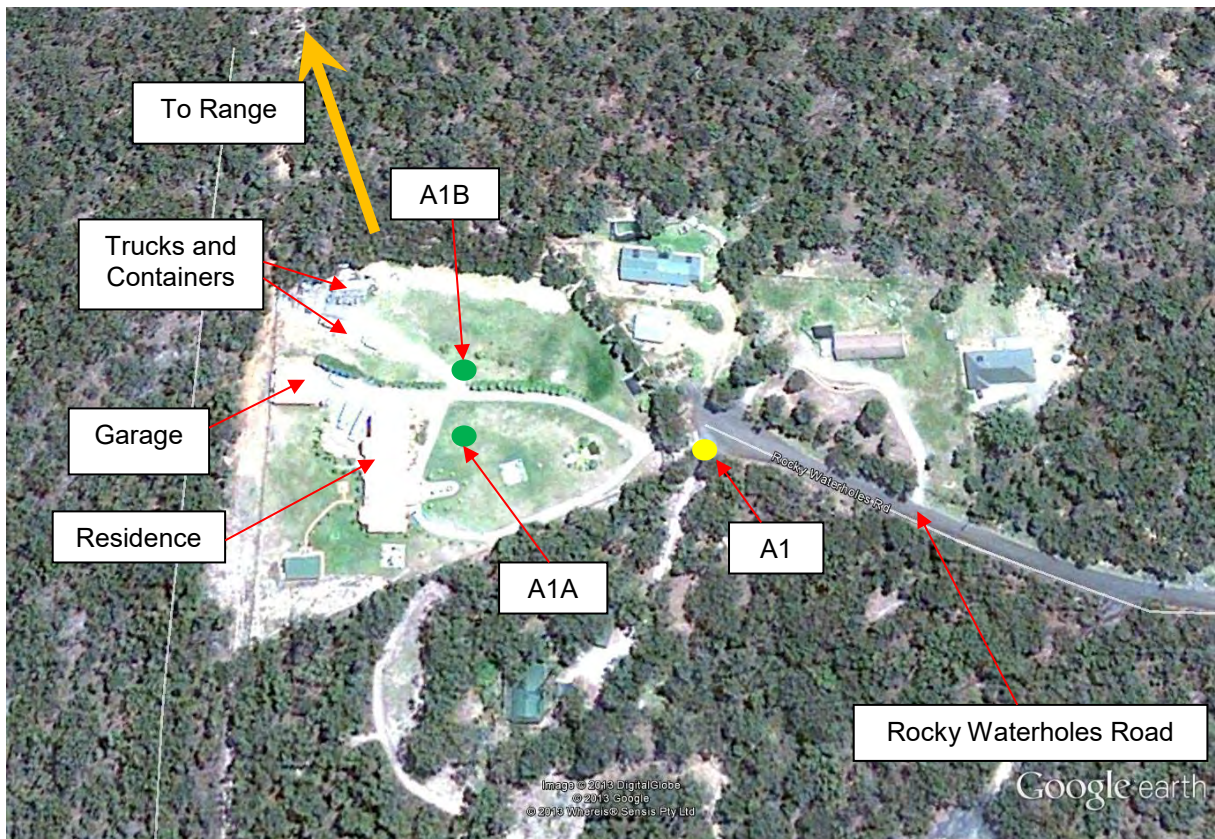 To Range
A1B
Trucks and
Containers
Garage
Residence
A1A
A1
Rocky Waterholes Rd
Rocky Waterholes Road
Image © 2013 DigitalGlobe
© 2013 Google
© 2013 Whereis® Sensis Pty Ltd
Google earth